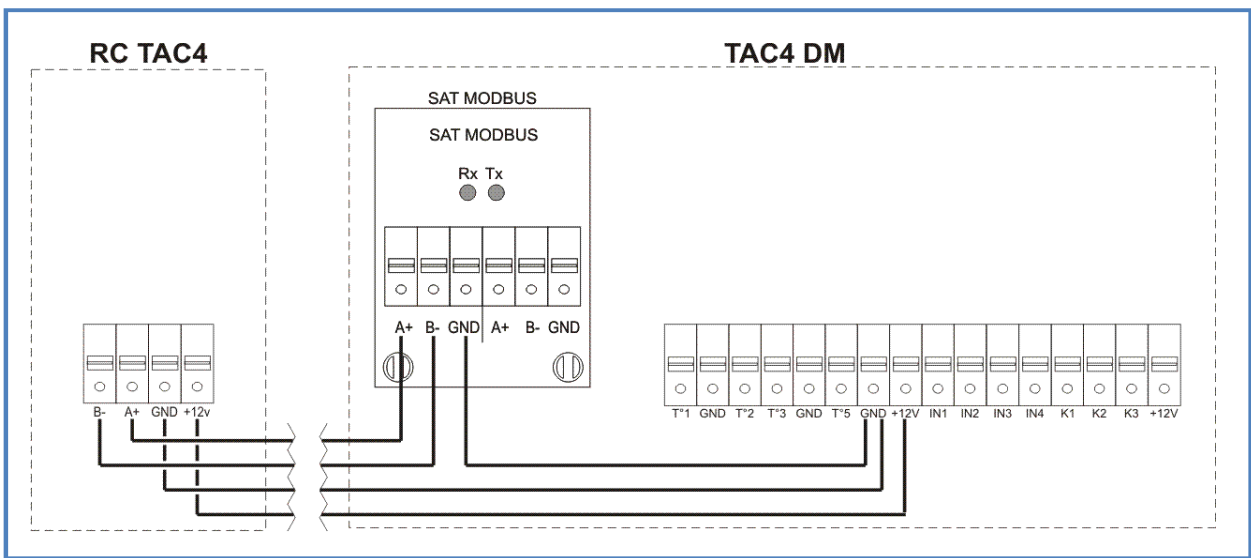 RC TAC4
TAC4 DM
SAT MODBUS
SAT MODBUS
Rx Tx
A+ B- GND A+ B- GND
B- A+ GND +12v
T°1 GND T°2 T°3 GND T°5 GND +12V IN1 IN2 IN3 IN4 K1 K2 K3 +12V